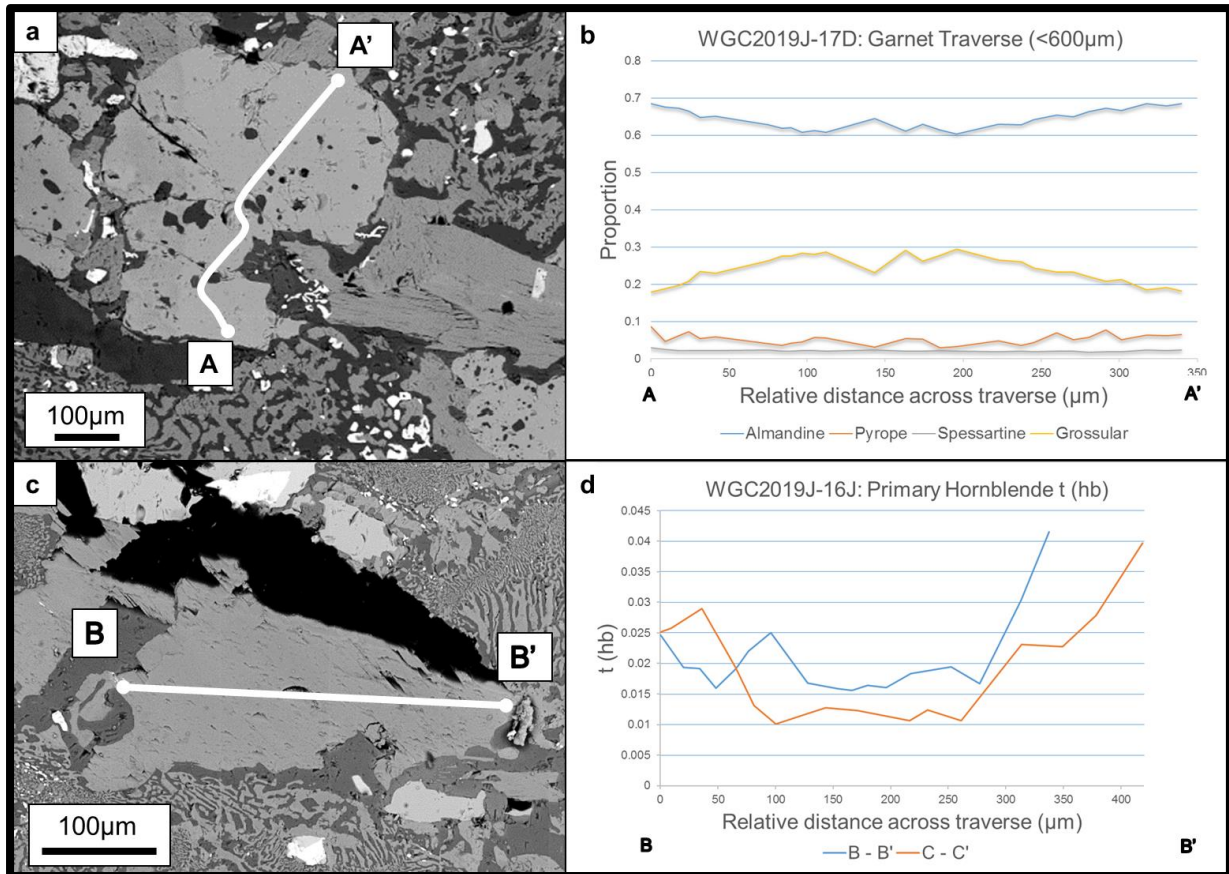 a
A'
A
100µm
b
WGC2019J-17D: Garnet Traverse (<600µm)
Proportion
0.8
0.7
0.6
0.5
0.4
0.3
0.2
0.1
0
0 50 100 150 200 250 300 350
A Relative distance across traverse (µm) A'
Almandine Pyrope Spessartine Grossular
c
B
B'
100µm
d
WGC2019J-16J: Primary Hornblende t (hb)
t (hb)
0.045
0.04
0.035
0.03
0.025
0.02
0.015
0.01
0.005
0
0 50 100 150 200 250 300 350 400
Relative distance across traverse (µm)
B B'
B - B' C - C'